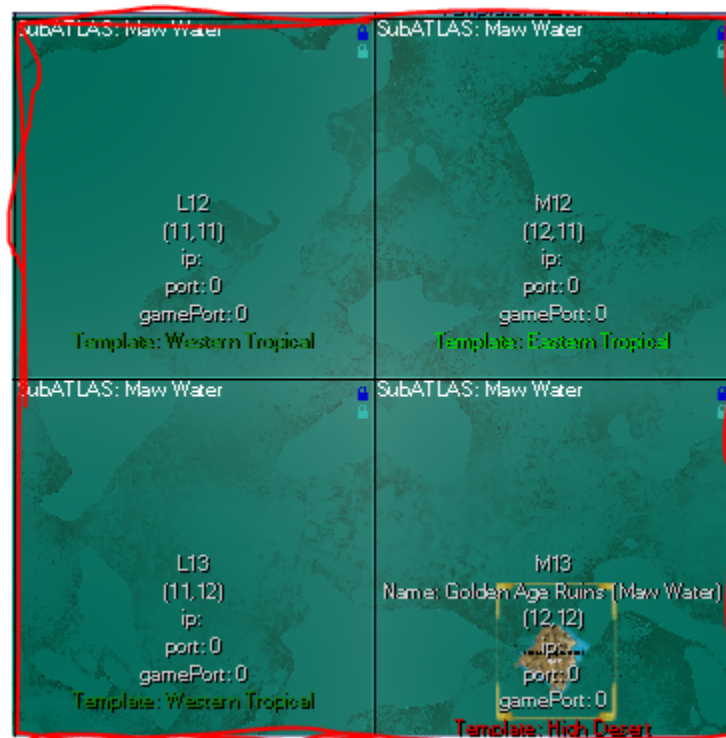 SubATLAS: Maw Water
L12
(11,11)
ip:
port: 0
gamePort: 0
Template: Western Tropical
SubATLAS: Maw Water
M12
(12,11)
ip:
port: 0
gamePort: 0
Template: Eastern Tropical
SubATLAS: Maw Water
L13
(11,12)
ip:
port: 0
gamePort: 0
Template: Western Tropical
SubATLAS: Maw Water
M13
Name: Golden Age Ruins (Maw Water)
(12,12)
ip:
port: 0
gamePort: 0
Template: High Desert